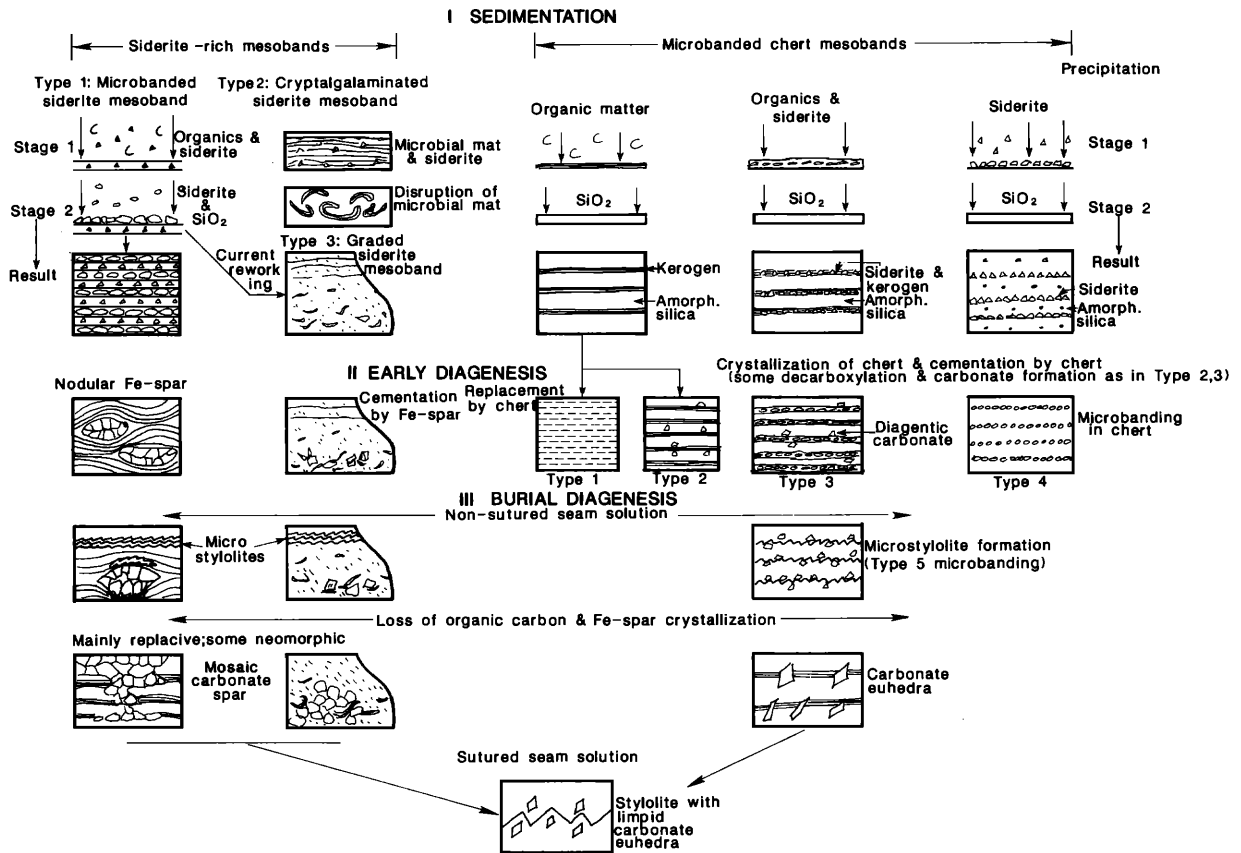 I SEDIMENTATION
Siderite -rich mesobands
Microbanded chert mesobands
Precipitation
Type 1: Microbanded
siderite mesoband
Type 2: Cryptalgalaminated
siderite mesoband
Organic matter
Organics &
siderite
Siderite
Stage 1
Organics &
siderite
Microbial mat
& siderite
Stage 1
Stage 2
Siderite
&
SiO₂
Disruption of
microbial mat
SiO₂
SiO₂
SiO₂
Stage 2
Type 3: Graded
siderite
mesoband
Result
Current
rework
ing
Kerogen
Amorph.
silica
Siderite &
kerogen
Amorph.
silica
Result
Siderite
Amorph.
silica
II EARLY DIAGENESIS
Crystallization of chert & cementation by chert
(some decarboxylation & carbonate formation as in Type 2,3)
Nodular Fe-spar
Cementation
by Fe-spar
Replacement
by chert
Diagentic
carbonate
Microbanding
in chert
Type 1
Type 2
Type 3
Type 4
III BURIAL DIAGENESIS
Non-sutured seam solution
Micro
stylolites
Microstylolite formation
(Type 5 microbanding)
Loss of organic carbon & Fe-spar crystallization
Mainly replacive;some neomorphic
Mosaic
carbonate
spar
Carbonate
euhedra
Sutured seam solution
Stylolite with
limpid
carbonate
euhedra